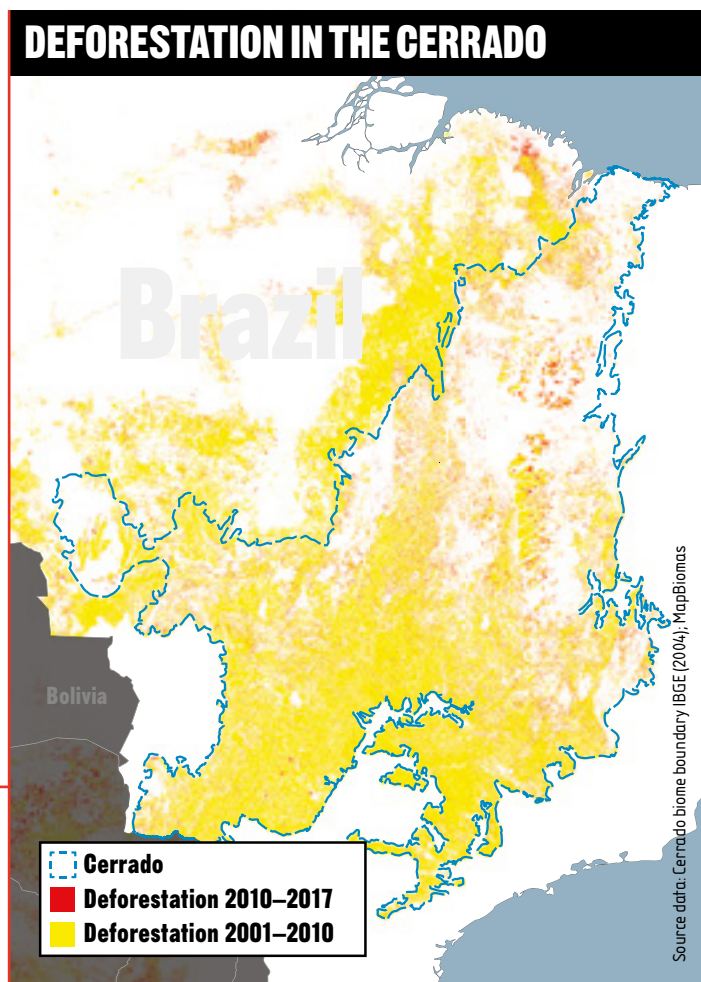 DEFORESTATION IN THE CERRADO
Brazil
Bolivia
Cerrado
Deforestation 2010–2017
Deforestation 2001–2010
Source data: Cerrado biome boundary IBGE (2004); MapBiomas